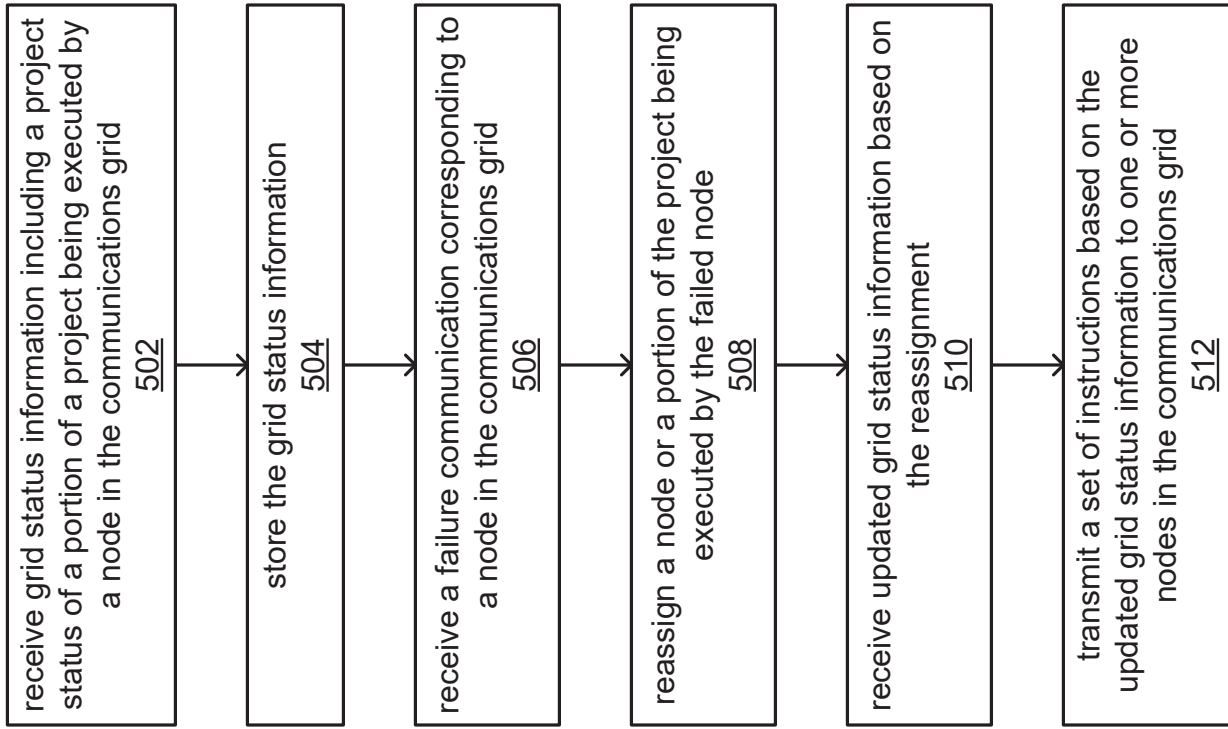 receive grid status information including a project
status of a portion of a project being executed by
a node in the communications grid
502
store the grid status information
504
receive a failure communication corresponding to
a node in the communications grid
506
reassign a node or a portion of the project being
executed by the failed node
508
receive updated grid status information based on
the reassignment
510
transmit a set of instructions based on the
updated grid status information to one or more
nodes in the communications grid
512